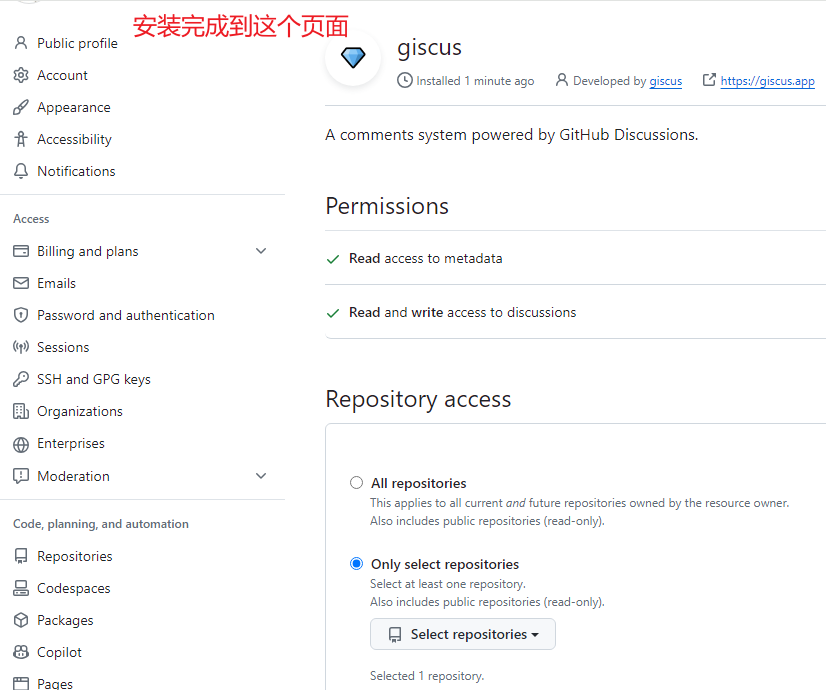 安装完成到这个页面
Public profile
Account
Appearance
Accessibility
Notifications
Access
Billing and plans
Emails
Password and authentication
Sessions
SSH and GPG keys
Organizations
Enterprises
Moderation
Code, planning, and automation
Repositories
Codespaces
Packages
Copilot
Pages
giscus
Installed 1 minute ago Developed by giscus https://giscus.app
A comments system powered by GitHub Discussions.
Permissions
Read access to metadata
Read and write access to discussions
Repository access
All repositories
This applies to all current and future repositories owned by the resource owner.
Also includes public repositories (read-only).
Only select repositories
Select at least one repository.
Also includes public repositories (read-only).
Select repositories
Selected 1 repository.